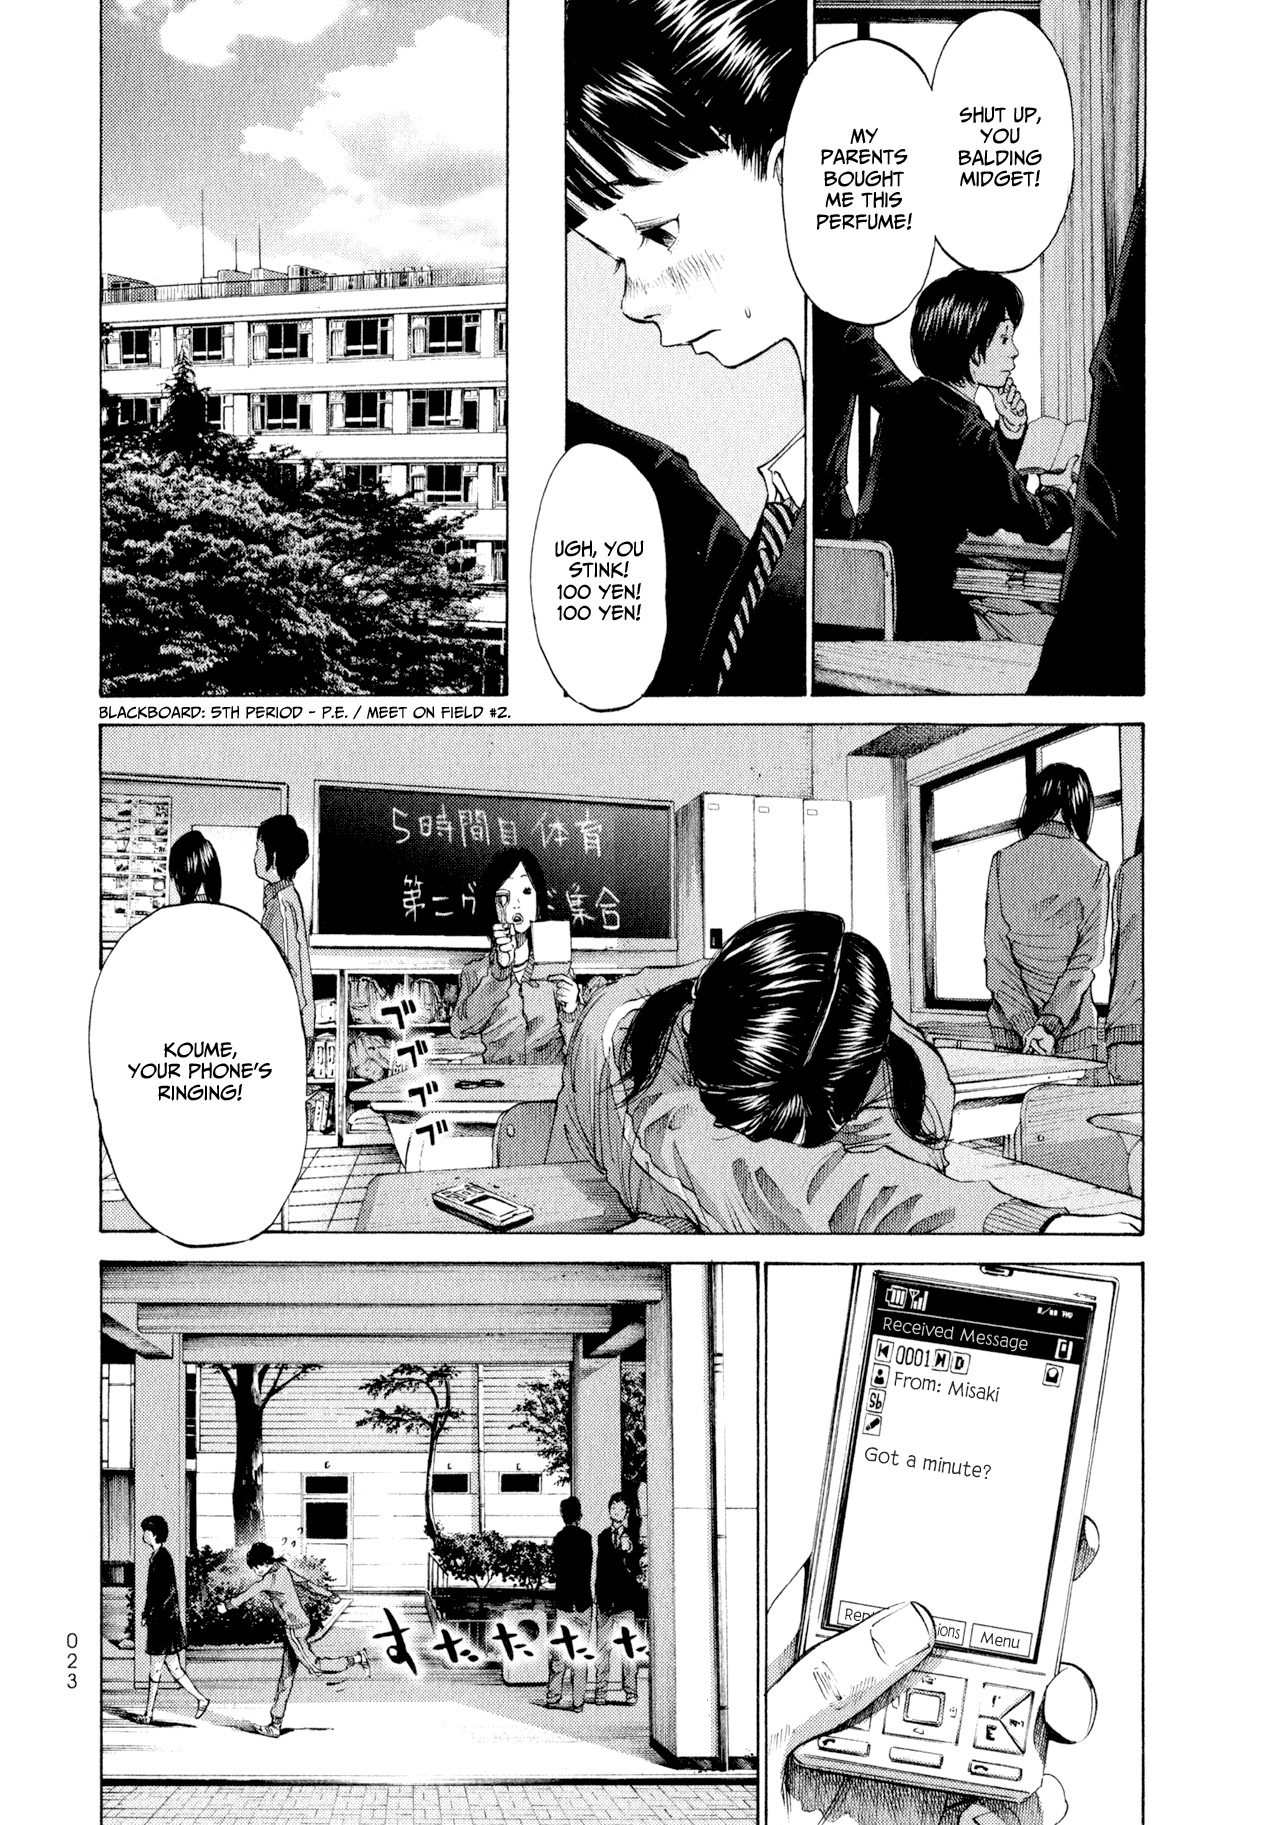 SHUT UP,
YOU
BALDING
MIDGET!
MY
PARENTS
BOUGHT
ME THIS
PERFUME!
UGH, YOU
STINK!
100 YEN!
100 YEN!
BLACKBOARD: 5TH PERIOD - P.E. / MEET ON FIELD #2.
5時間目 体育
第二グ
集合
ブブブブ
KOUME,
YOUR PHONE'S
RINGING!
Received Message
0001
From: Misaki
Sb
Got a minute?
Menu
すたたたた
023